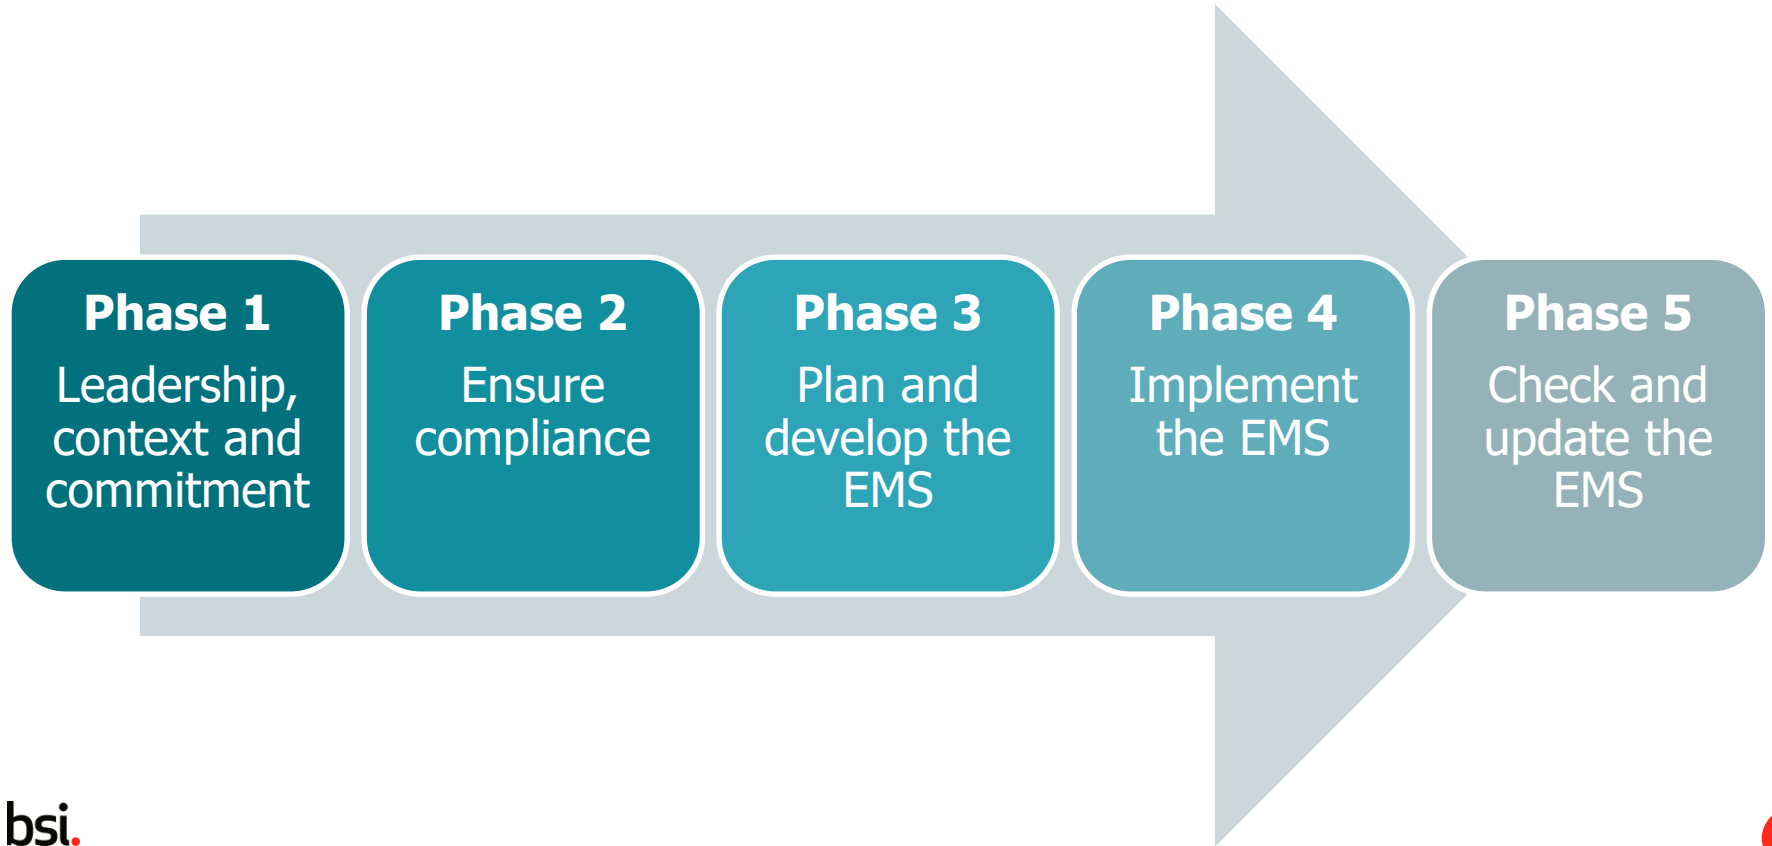 Phase 1
Leadership,
context and
commitment
Phase 2
Ensure
compliance
Phase 3
Plan and
develop the
EMS
Phase 4
Implement
the EMS
Phase 5
Check and
update the
EMS
bsi.